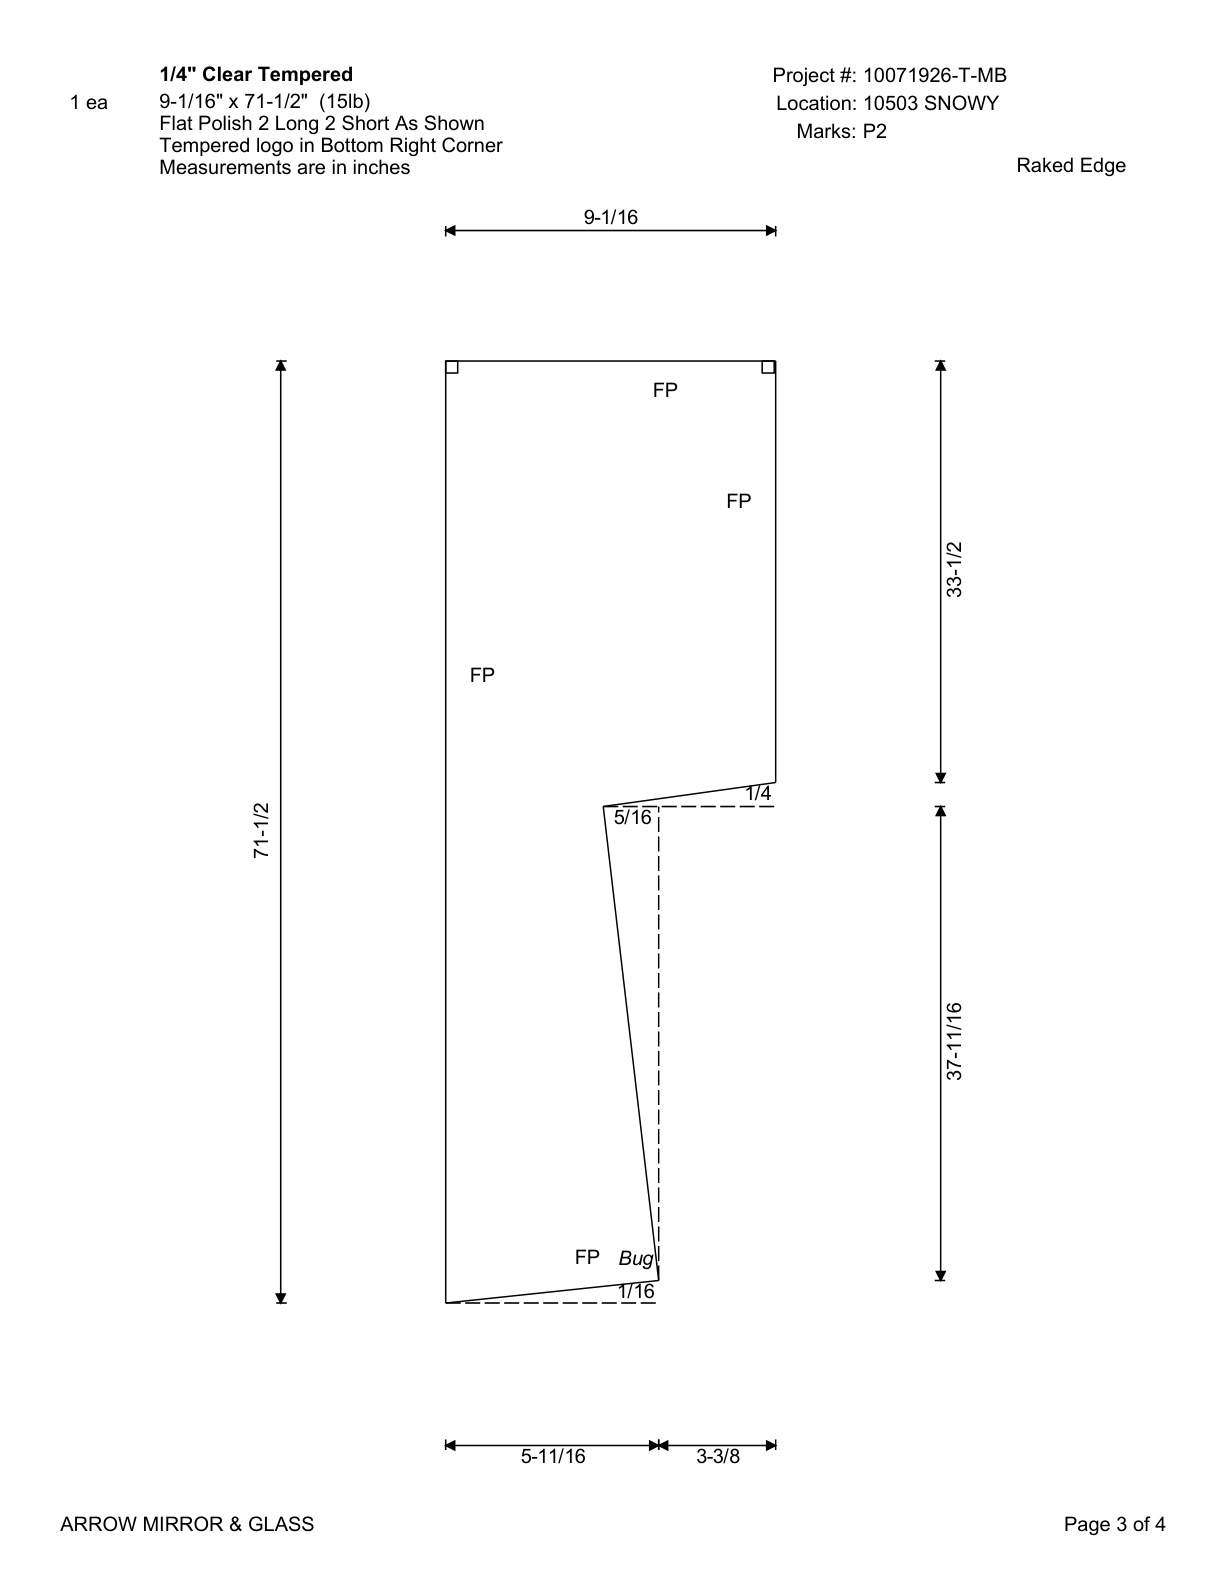 1/4" Clear Tempered
1 ea
9-1/16" x 71-1/2" (15lb)
Flat Polish 2 Long 2 Short As Shown
Tempered logo in Bottom Right Corner
Measurements are in inches
Project #: 10071926-T-MB
Location: 10503 SNOWY
Marks: P2
Raked Edge
9-1/16
FP
FP
33-1/2
FP
1/4
5/16
71-1/2
37-11/16
FP Bug
1/16
5-11/16
3-3/8
ARROW MIRROR & GLASS
Page 3 of 4